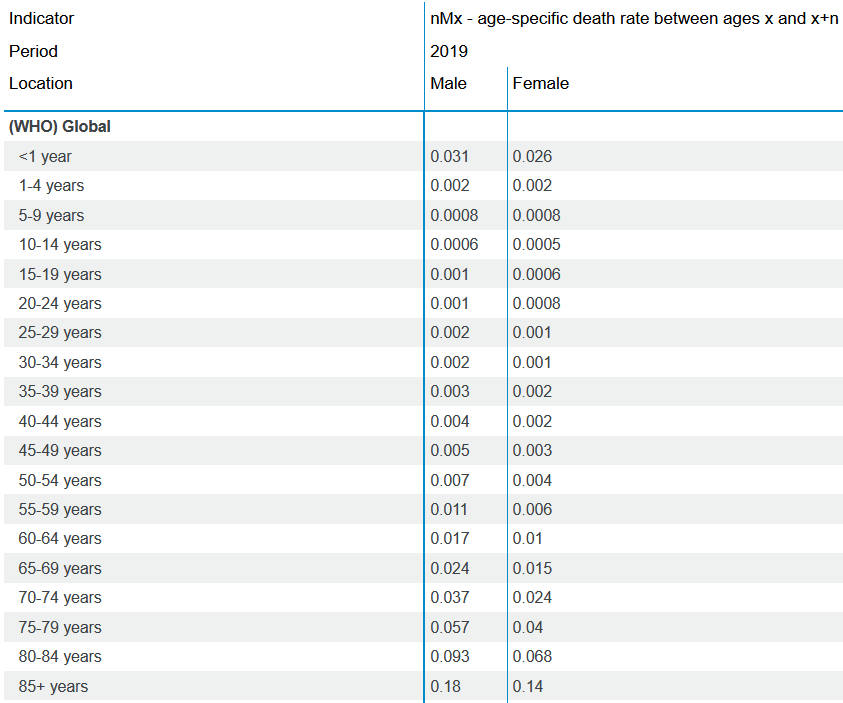 Indicator nMx - age-specific death rate between ages x and x+n
Period 2019
Location Male Female
(WHO) Global
<1 year 0.031 0.026
1-4 years 0.002 0.002
5-9 years 0.0008 0.0008
10-14 years 0.0006 0.0005
15-19 years 0.001 0.0006
20-24 years 0.001 0.0008
25-29 years 0.002 0.001
30-34 years 0.002 0.001
35-39 years 0.003 0.002
40-44 years 0.004 0.002
45-49 years 0.005 0.003
50-54 years 0.007 0.004
55-59 years 0.011 0.006
60-64 years 0.017 0.01
65-69 years 0.024 0.015
70-74 years 0.037 0.024
75-79 years 0.057 0.04
80-84 years 0.093 0.068
85+ years 0.18 0.14